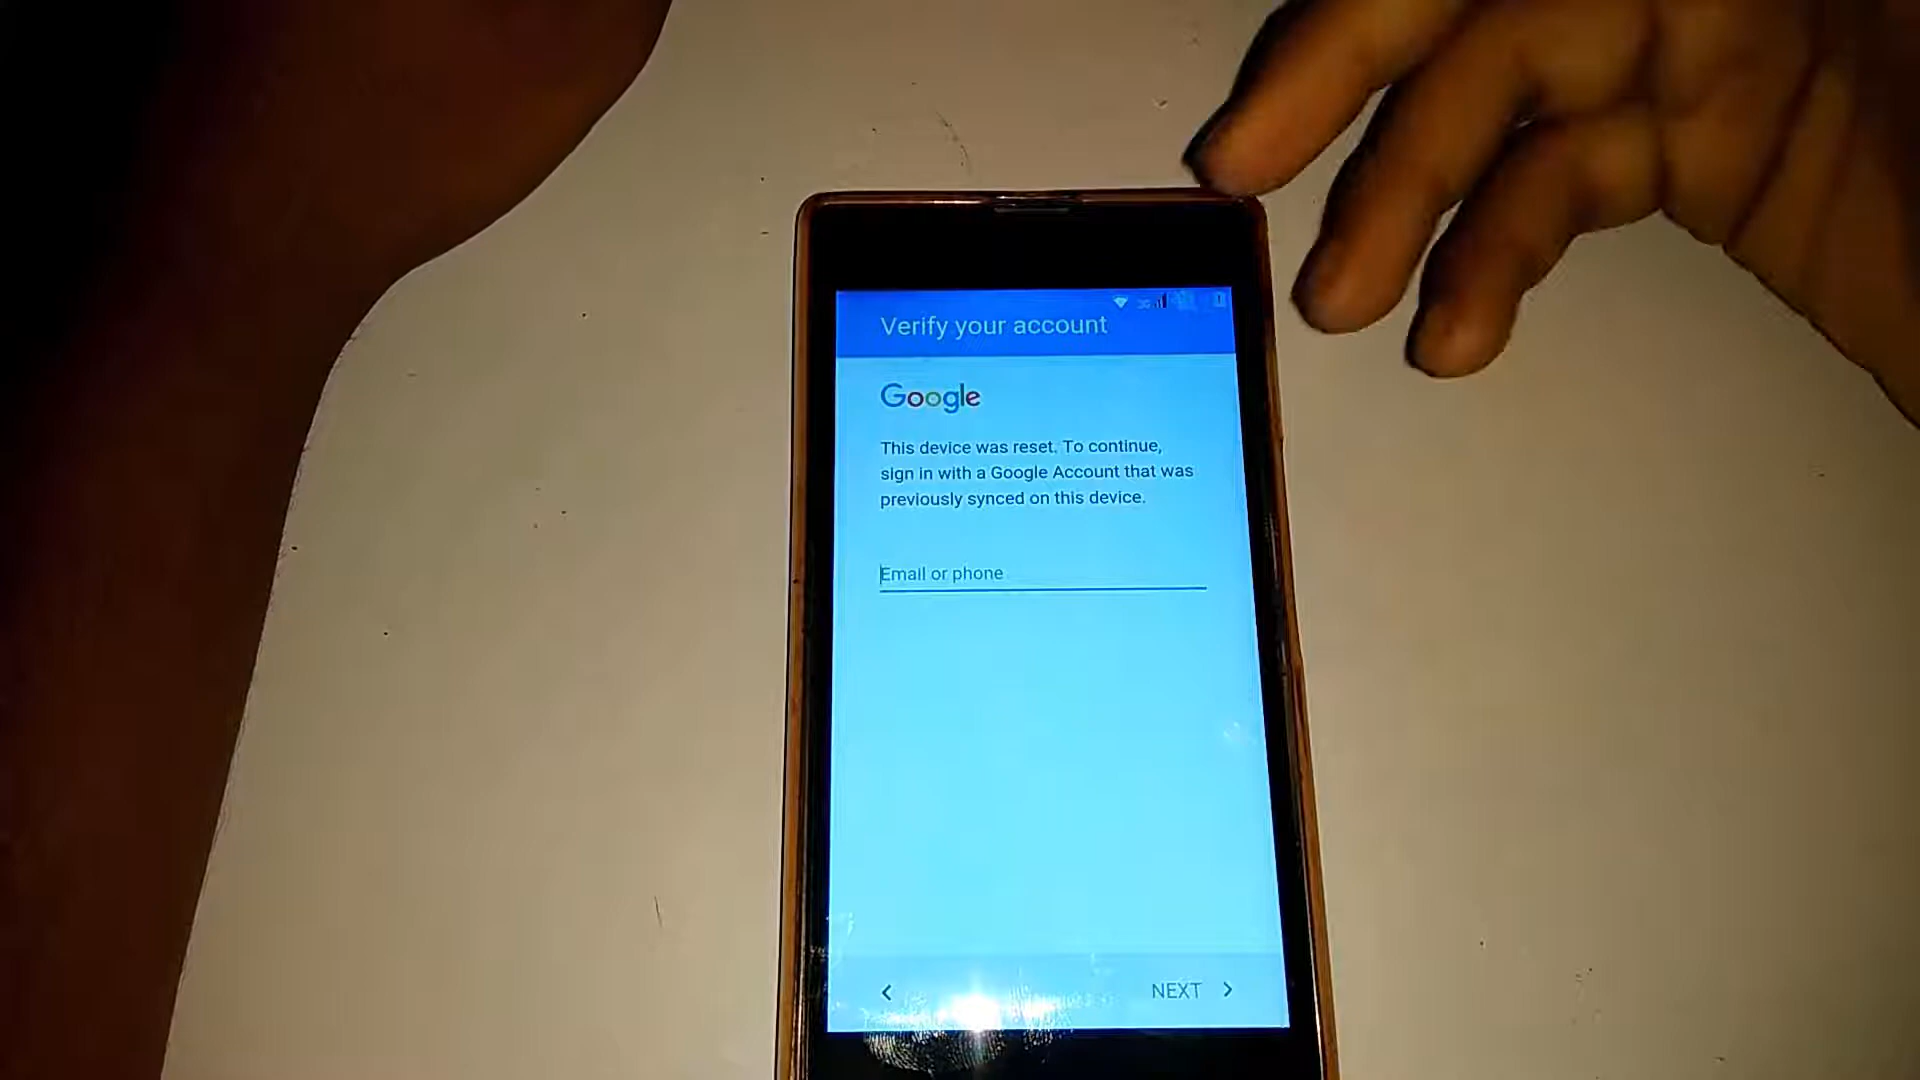 Verify your account
Google
This device was reset. To continue,
sign in with a Google Account that was
previously synced on this device.
Email or phone
NEXT